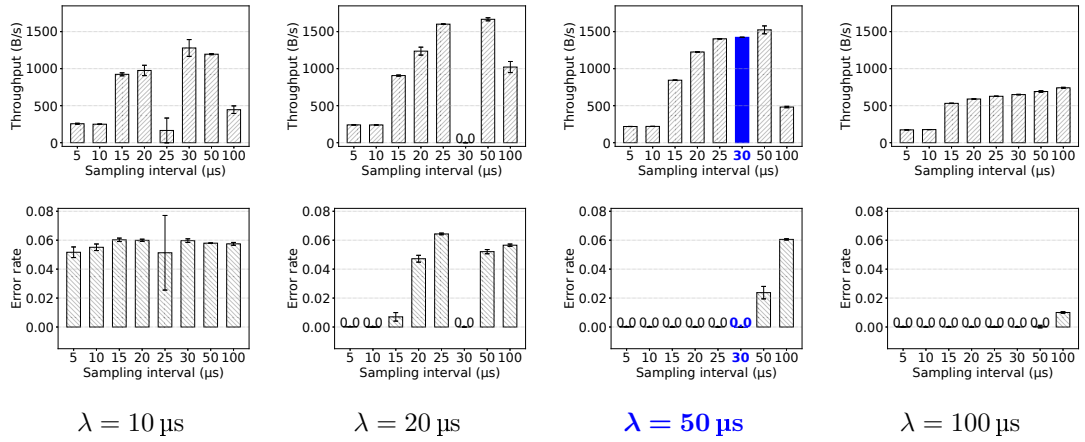 Throughput (B/s)
1500
1000
500
0
5 10 15 20 25 30 50 100
Sampling interval (µs)
Throughput (B/s)
1500
1000
500
0
0.0
5 10 15 20 25 30 50 100
Sampling interval (µs)
Throughput (B/s)
1500
1000
500
0
5 10 15 20 25 30 50 100
Sampling interval (µs)
Throughput (B/s)
1500
1000
500
0
5 10 15 20 25 30 50 100
Sampling interval (µs)
Error rate
0.08
0.06
0.04
0.02
0.00
5 10 15 20 25 30 50 100
Sampling interval (µs)
Error rate
0.08
0.06
0.04
0.02
0.00
0.0 0.0 0.0
5 10 15 20 25 30 50 100
Sampling interval (µs)
Error rate
0.08
0.06
0.04
0.02
0.00
0.0 0.0 0.0 0.0 0.0 0.0
5 10 15 20 25 30 50 100
Sampling interval (µs)
Error rate
0.08
0.06
0.04
0.02
0.00
0.0 0.0 0.0 0.0 0.0 0.0 0.0
5 10 15 20 25 30 50 100
Sampling interval (µs)
λ = 10 µs
λ = 20 µs
λ = 50 µs
λ = 100 µs